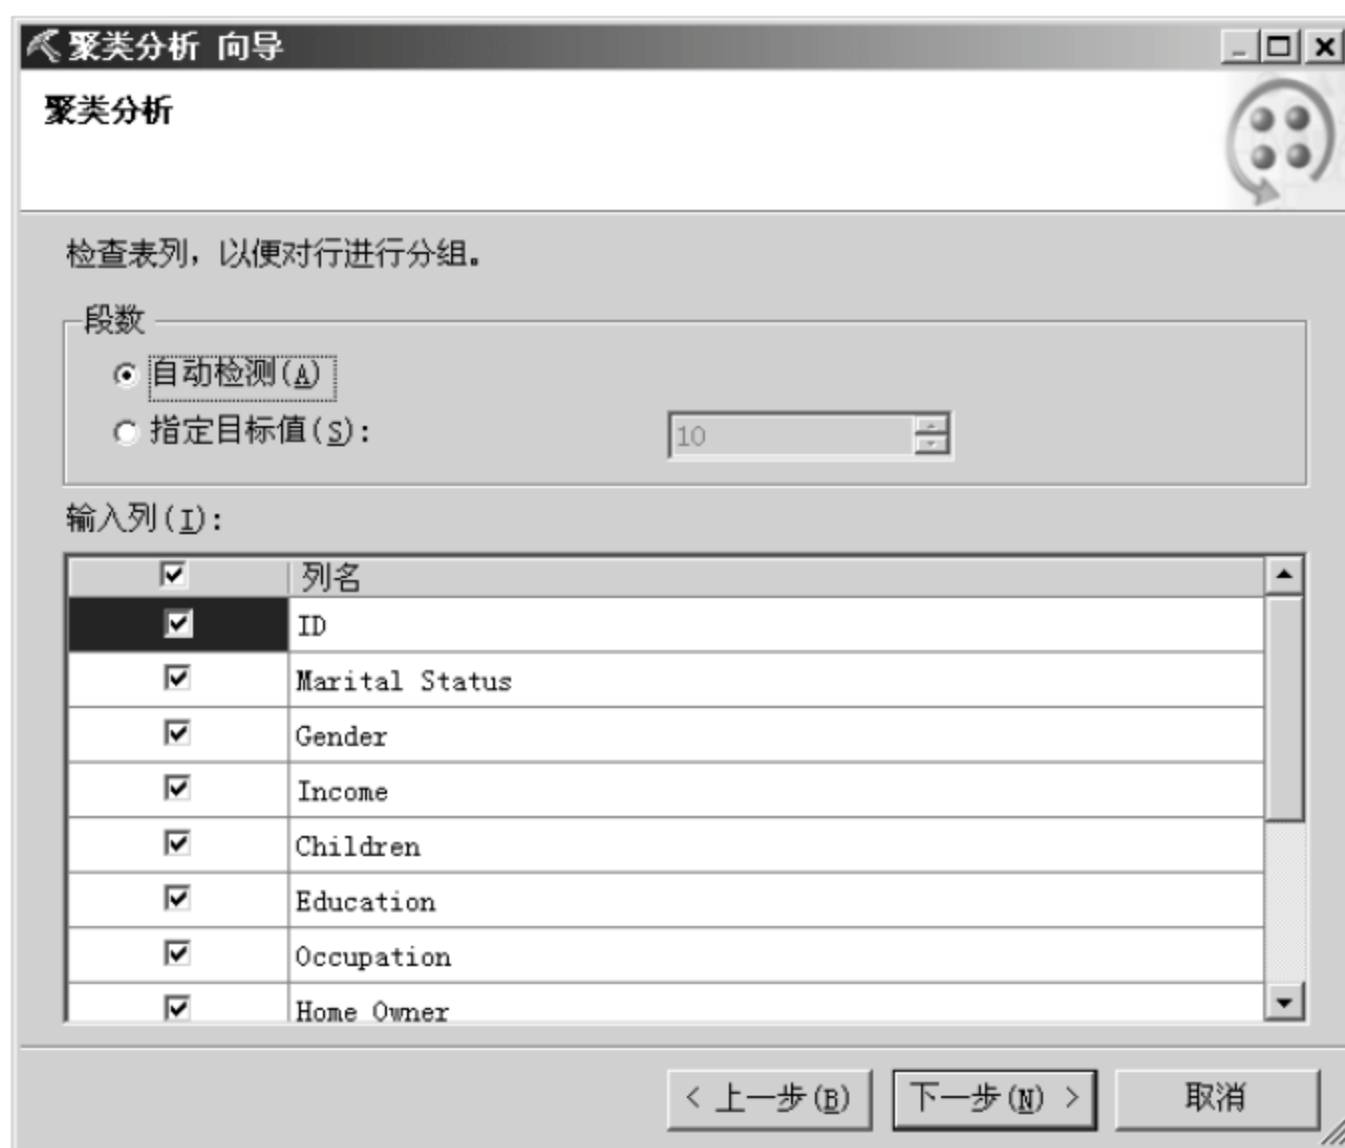 聚类分析 向导
聚类分析
检查表列，以便对行进行分组。
段数
自动检测(A)
指定目标值(S):
10
输入列(I):
列名
ID
Marital Status
Gender
Income
Children
Education
Occupation
Home Owner
< 上一步(B)
下一步(N) >
取消